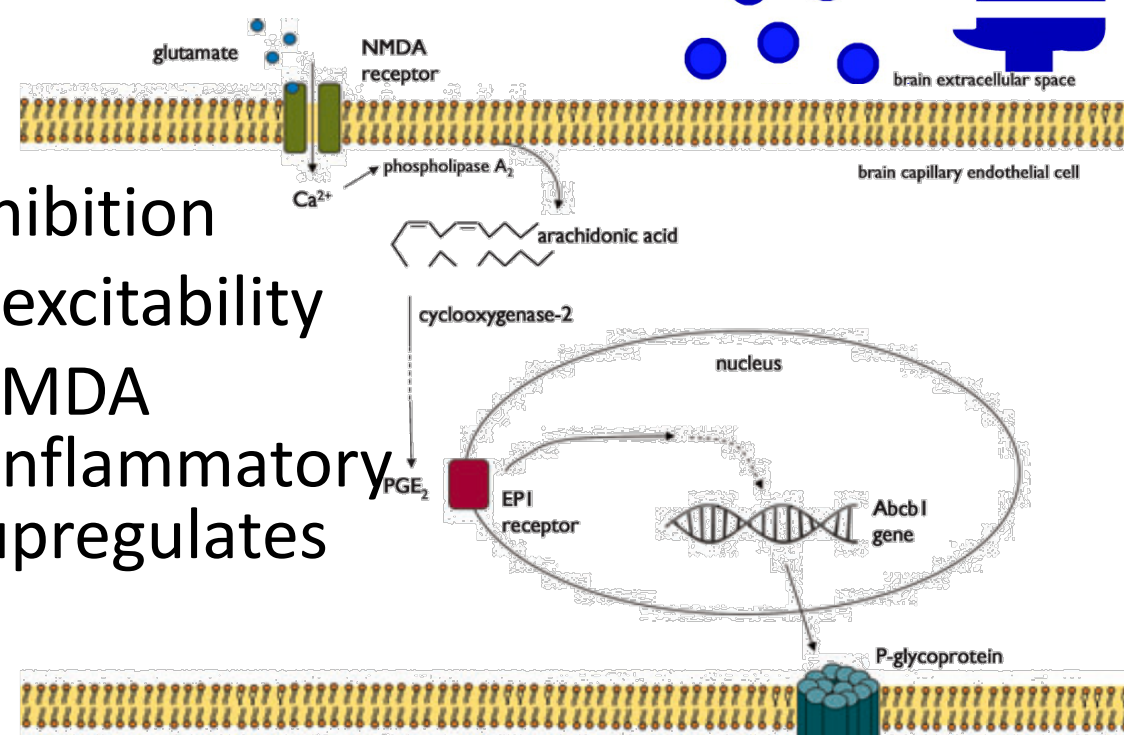 glutamate
NMDA
receptor
brain extracellular space
phospholipase A₂
brain capillary endothelial cell
Ca²⁺
nhibition
arachidonic acid
excitability
cyclooxygenase-2
nucleus
MDA
nflammatory
PGE₂
EP1
receptor
Abcb1
gene
upregulates
P-glycoprotein